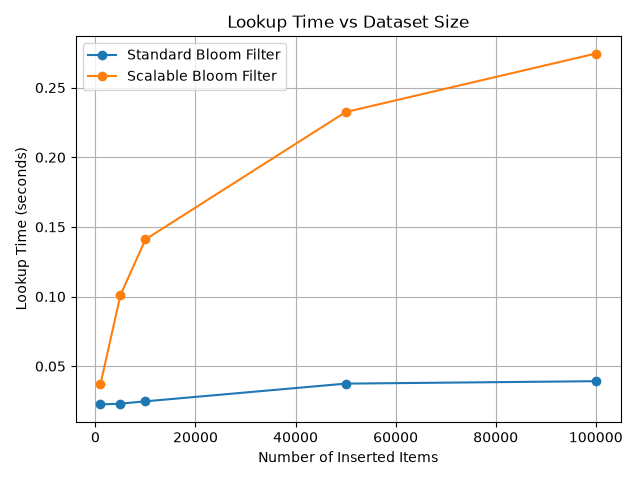 Lookup Time vs Dataset Size
Standard Bloom Filter
Scalable Bloom Filter
Lookup Time (seconds)
0.25
0.20
0.15
0.10
0.05
0
20000
40000
60000
80000
100000
Number of Inserted Items